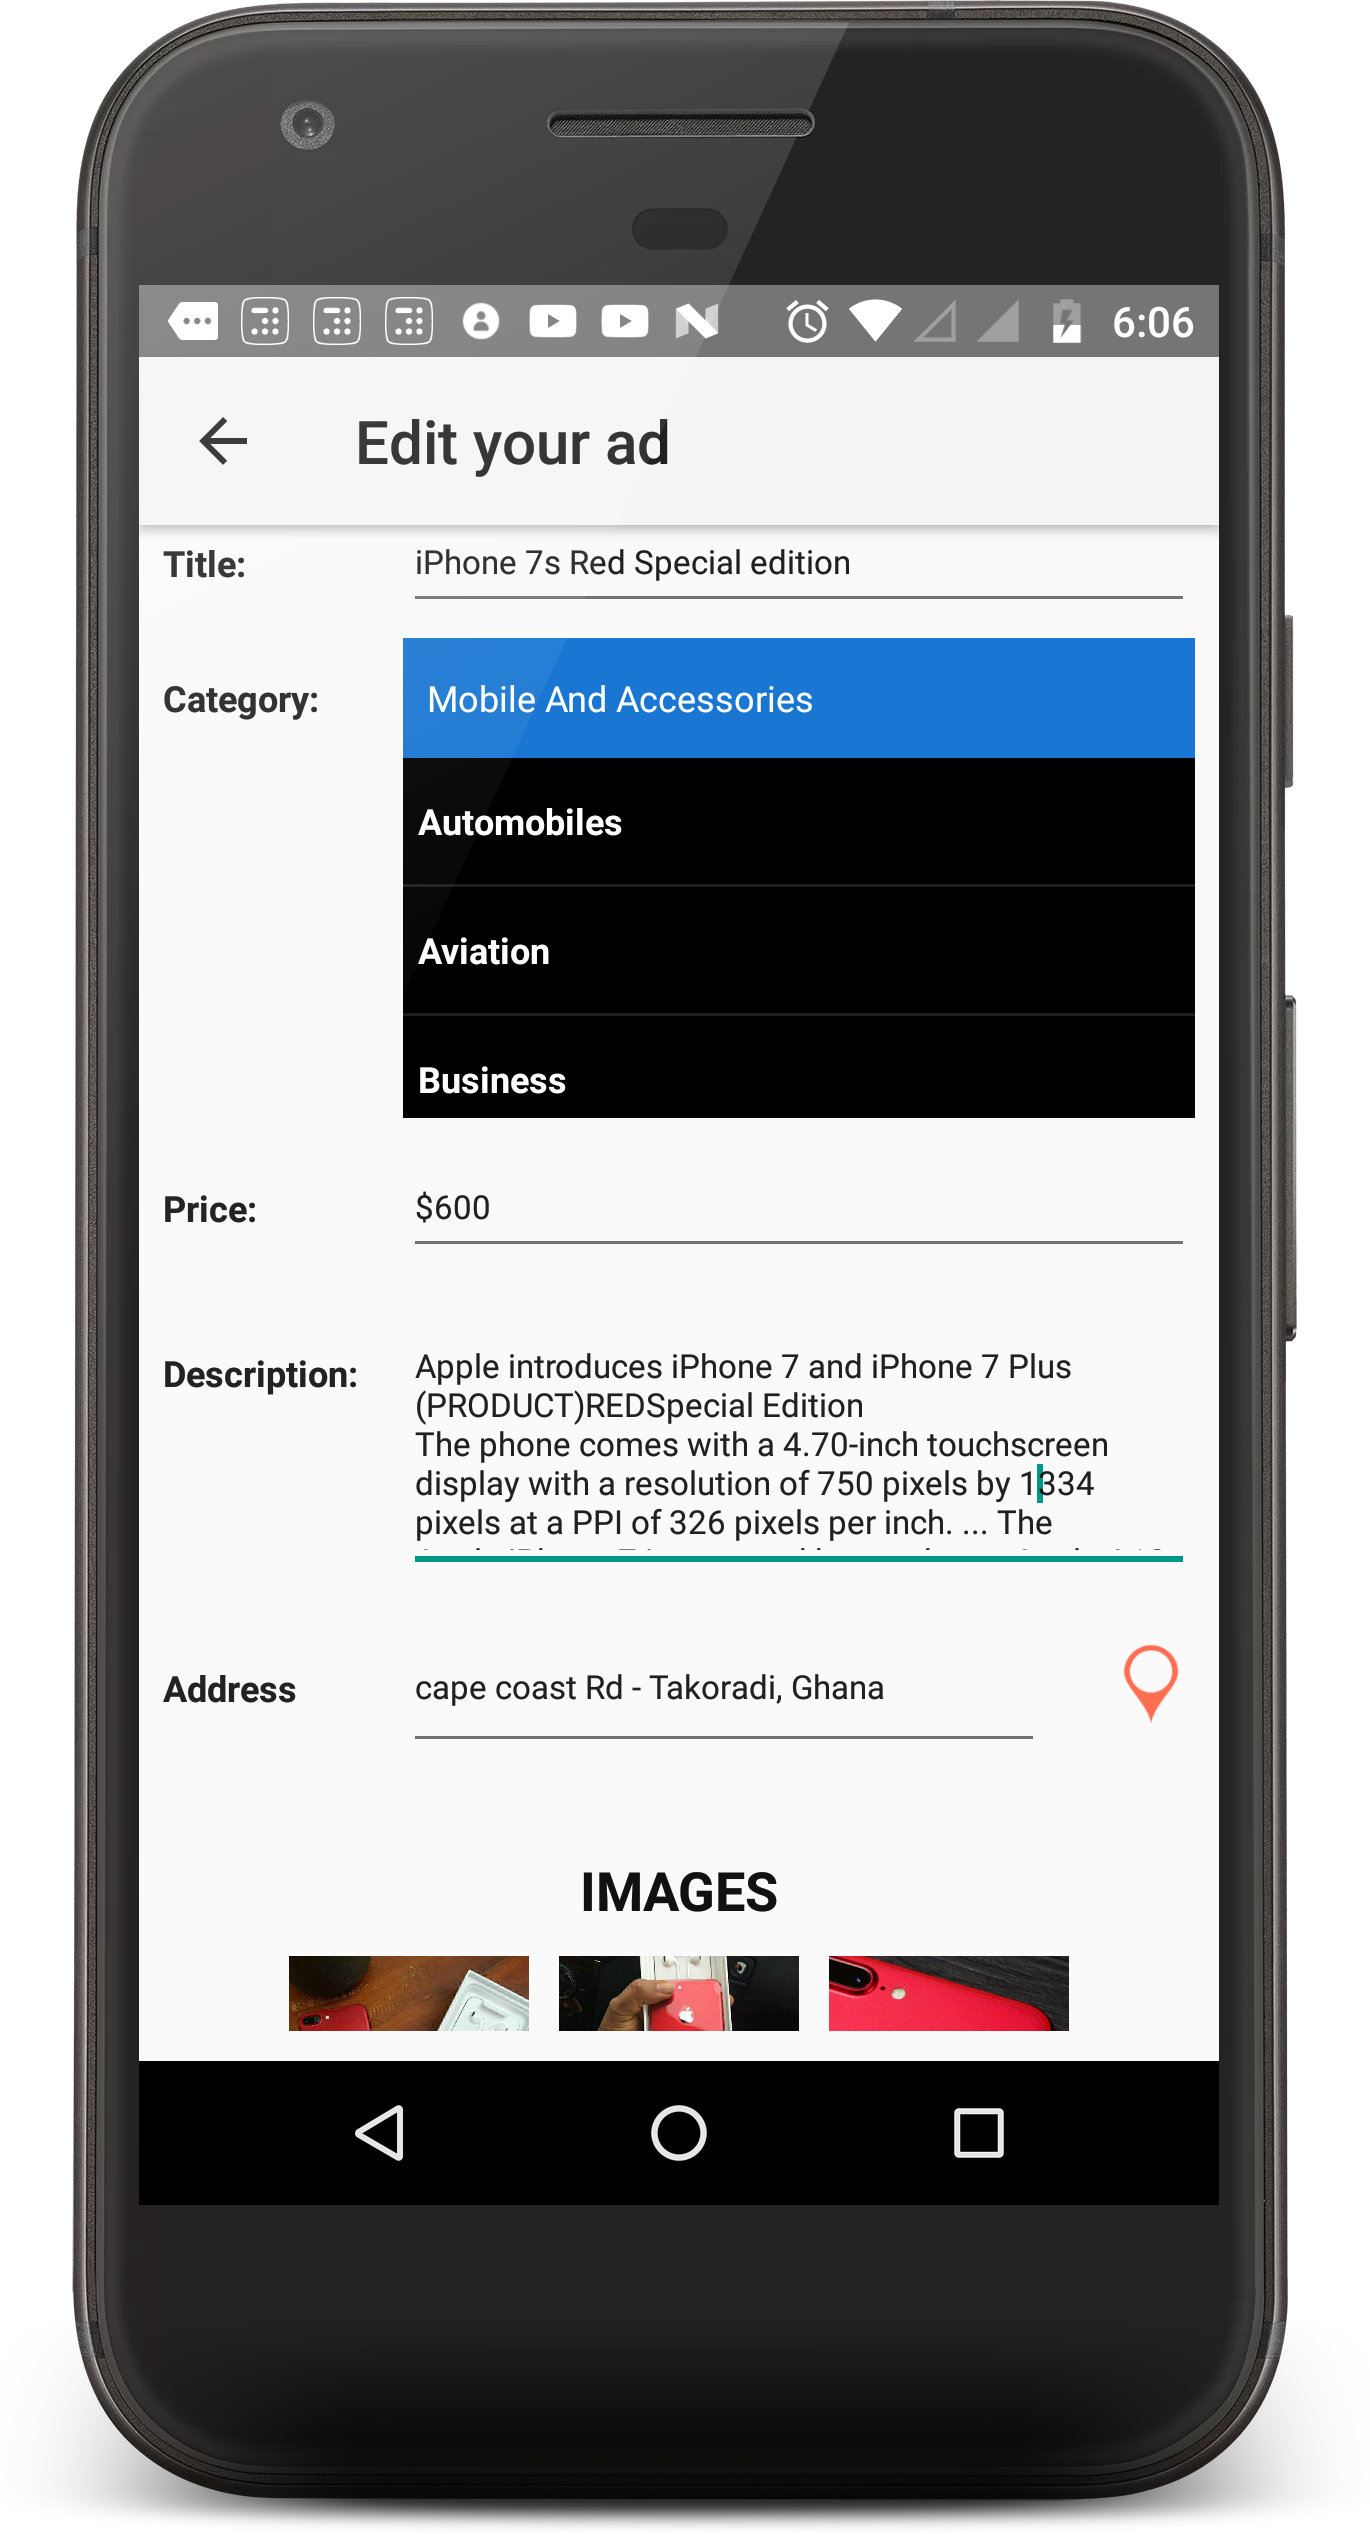 6:06
Edit your ad
Title:
iPhone 7s Red Special edition
Category:
Mobile And Accessories
Automobiles
Aviation
Business
Price:
$600
Description:
Apple introduces iPhone 7 and iPhone 7 Plus
(PRODUCT)REDSpecial Edition
The phone comes with a 4.70-inch touchscreen
display with a resolution of 750 pixels by 1334
pixels at a PPI of 326 pixels per inch. ... The
Address
cape coast Rd - Takoradi, Ghana
IMAGES